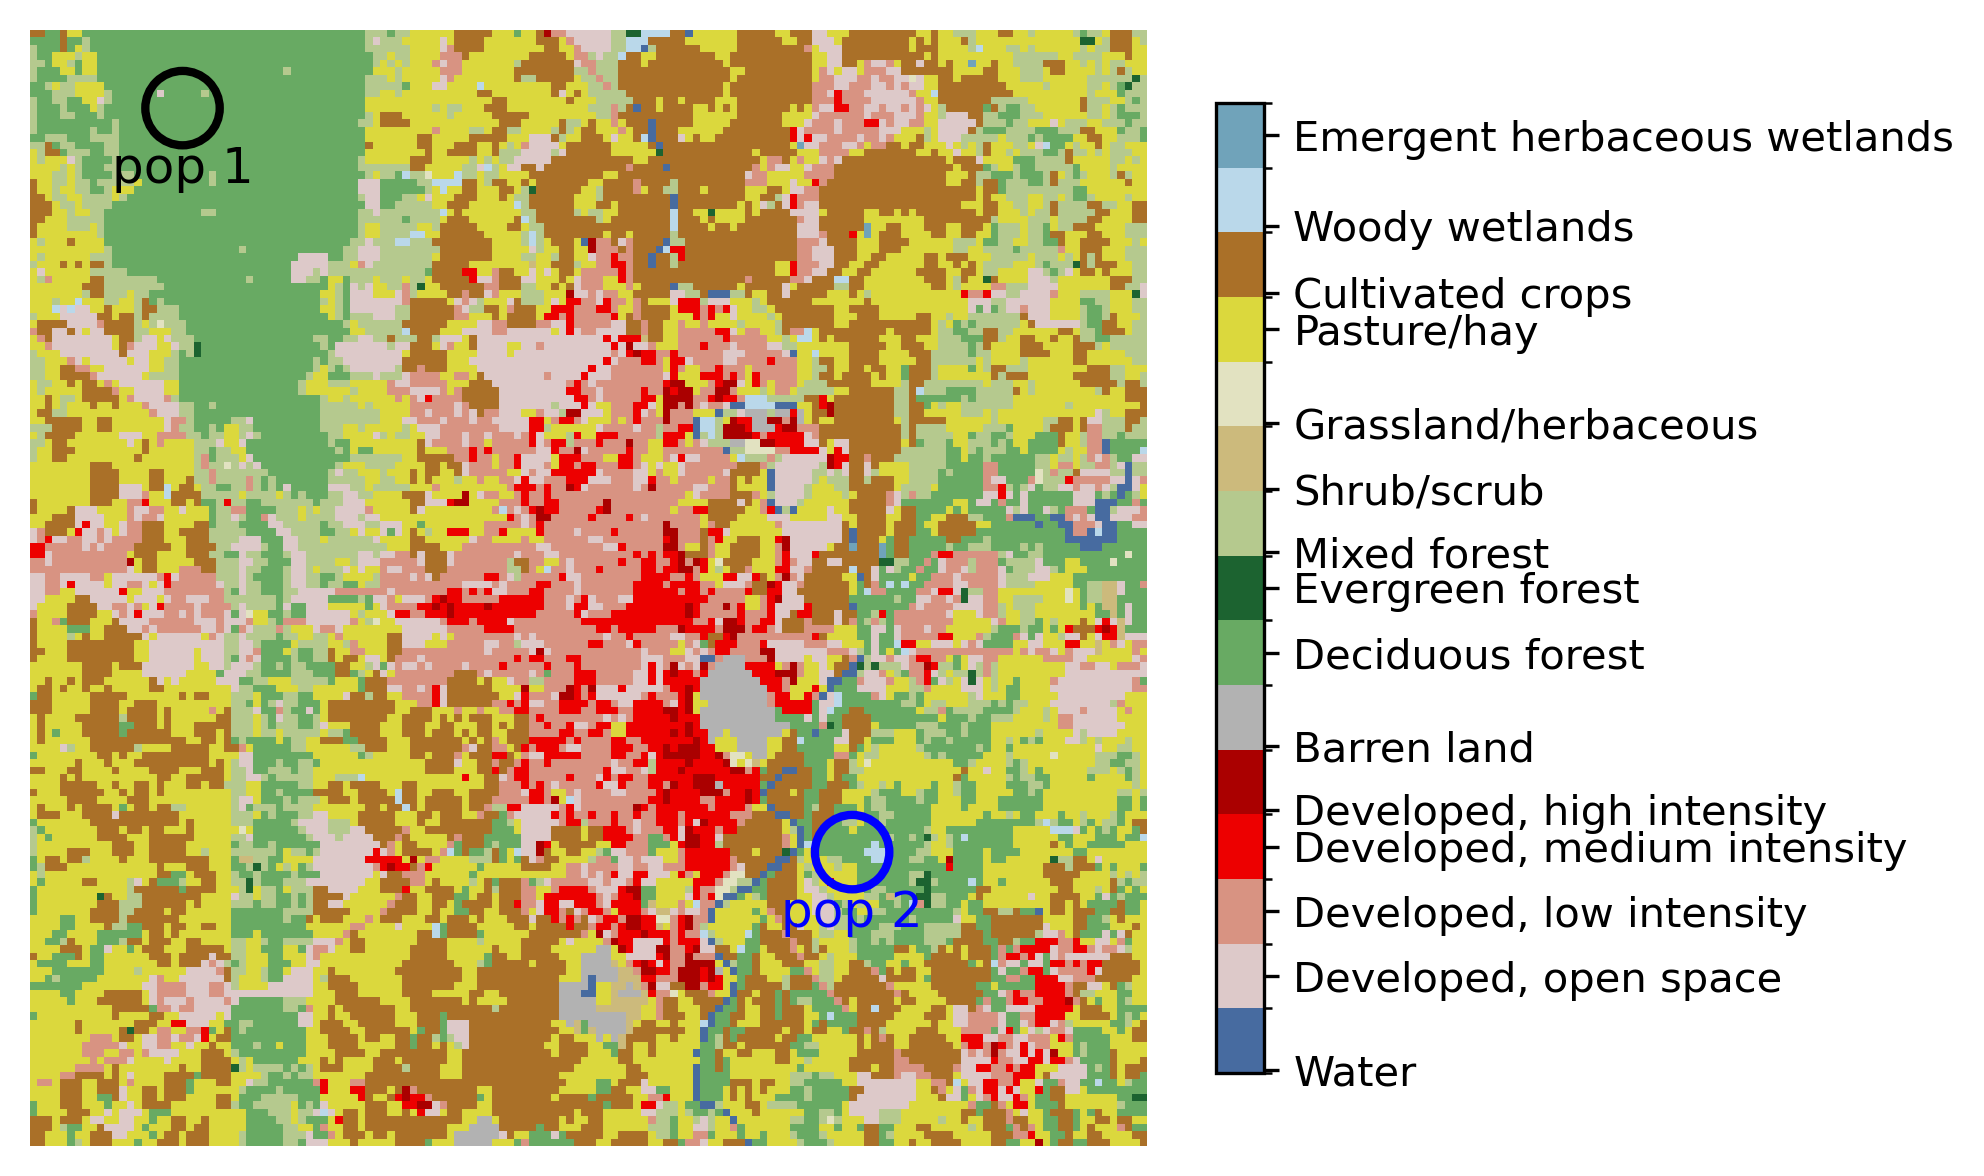 pop 1
pop 2
Emergent herbaceous wetlands
Woody wetlands
Cultivated crops
Pasture/hay
Grassland/herbaceous
Shrub/scrub
Mixed forest
Evergreen forest
Deciduous forest
Barren land
Developed, high intensity
Developed, medium intensity
Developed, low intensity
Developed, open space
Water